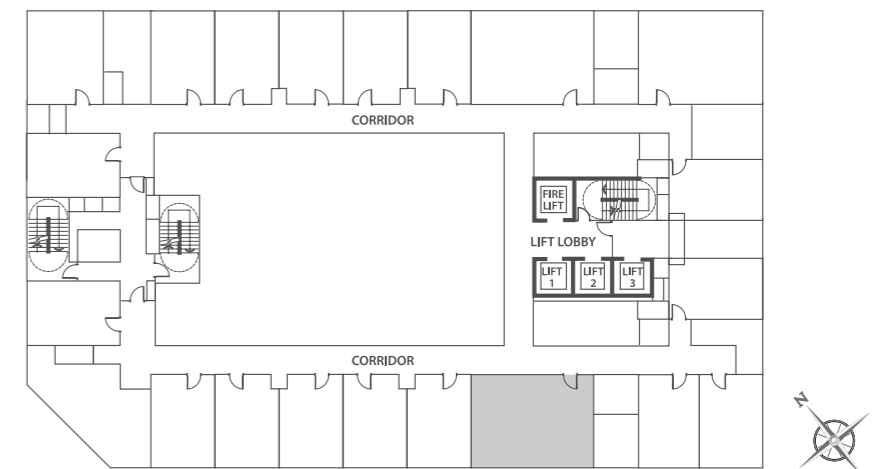 CORRIDOR
FIRE
LIFT
LIFT LOBBY
LIFT
1
LIFT
2
LIFT
3
CORRIDOR
N